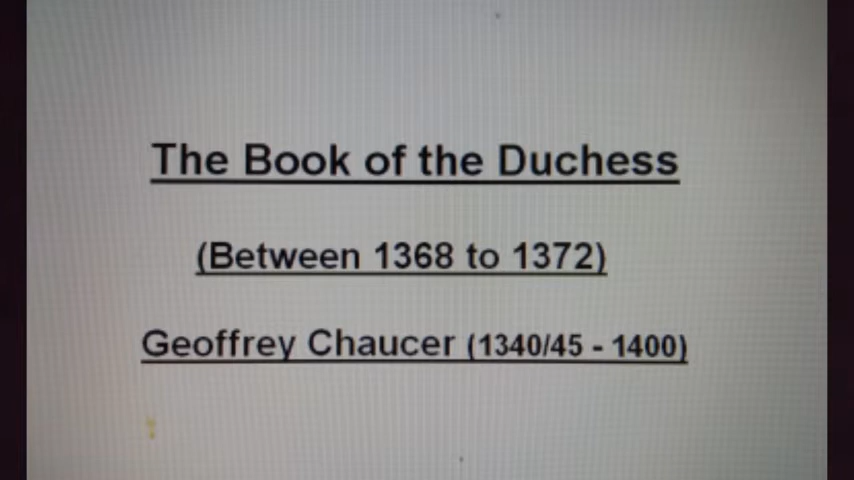 The Book of the Duchess
(Between 1368 to 1372)
Geoffrey Chaucer (1340/45 - 1400)